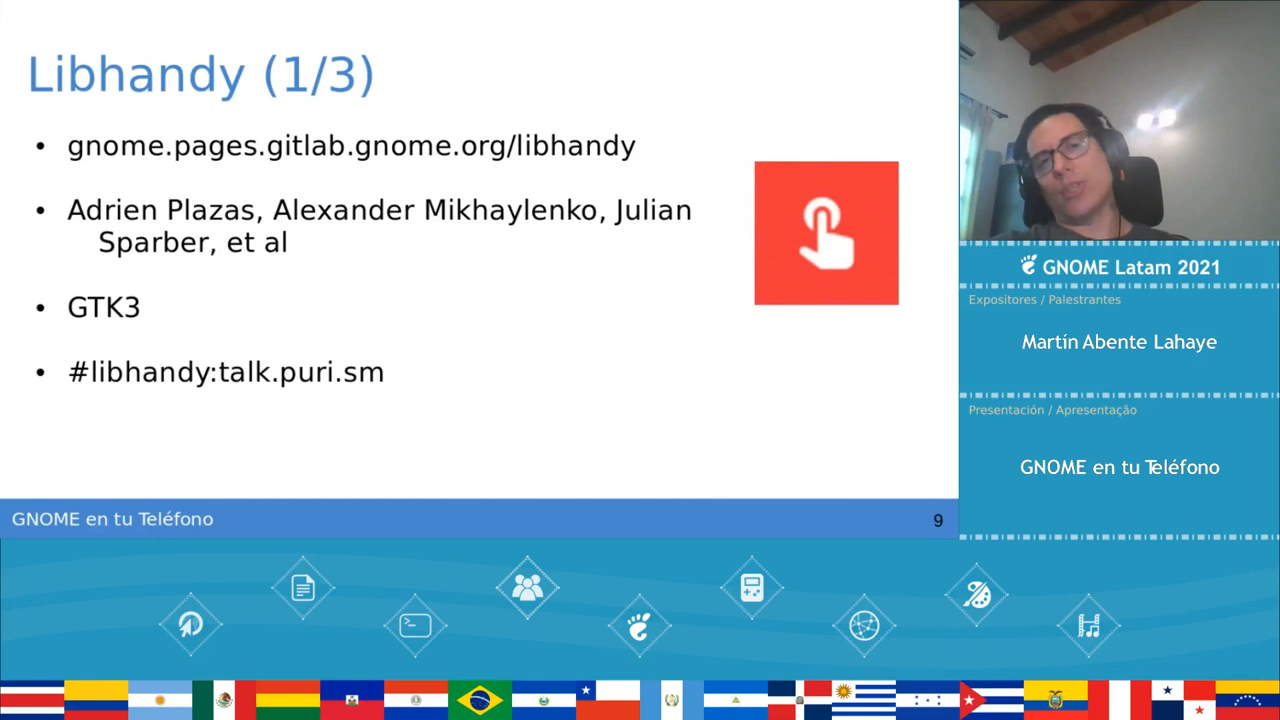 Libhandy (1/3)
• gnome.pages.gitlab.gnome.org/libhandy
• Adrien Plazas, Alexander Mikhaylenko, Julian
Sparber, et al
• GTK3
• #libhandy:talk.puri.sm
GNOME en tu Teléfono
9
GNOME Latam 2021
Expositores / Palestrantes
Martín Abente Lahaye
Presentación / Apresentação
GNOME en tu Teléfono